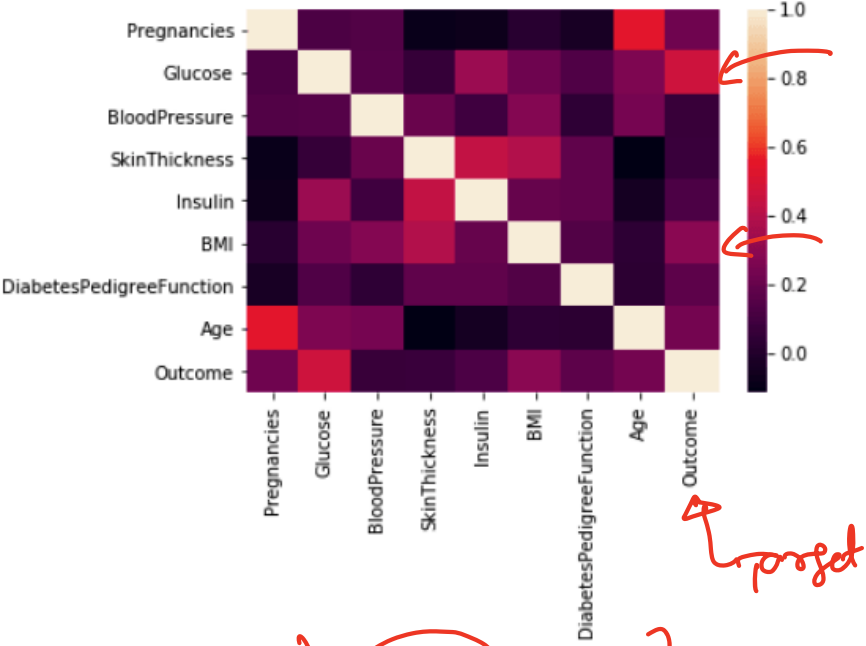 Pregnancies
Glucose
BloodPressure
SkinThickness
Insulin
BMI
DiabetesPedigreeFunction
Age
Outcome
1.0
0.8
0.6
0.4
0.2
0.0
Pregnancies
Glucose
BloodPressure
SkinThickness
Insulin
BMI
DiabetesPedigreeFunction
Age
Outcome